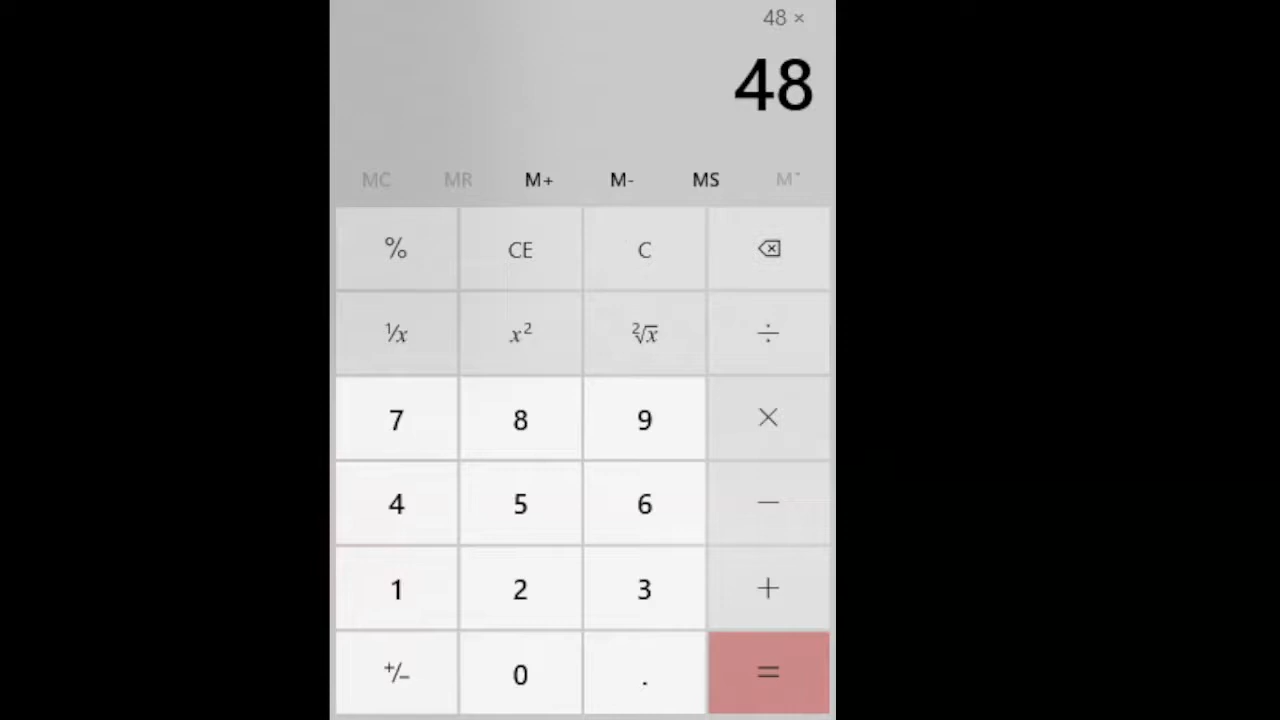 48 ×
48
MC MR M+ M- MS M˅
% CE C
¹⁄x x² ²√x ÷
7 8 9 ×
4 5 6 −
1 2 3 +
+/− 0 . =